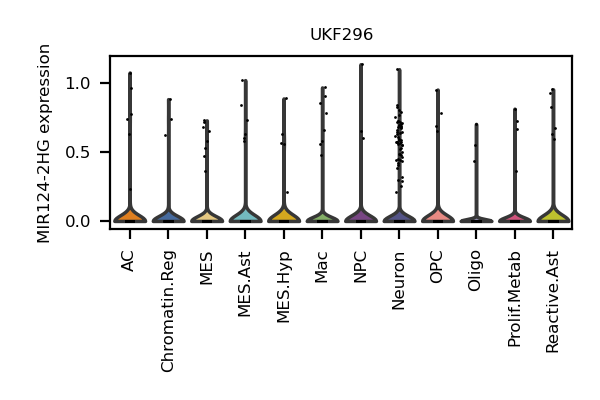 UKF296
MIR124-2HG expression
1.0
0.5
0.0
AC
Chromatin.Reg
MES
MES.Ast
MES.Hyp
Mac
NPC
Neuron
OPC
Oligo
Prolif.Metab
Reactive.Ast